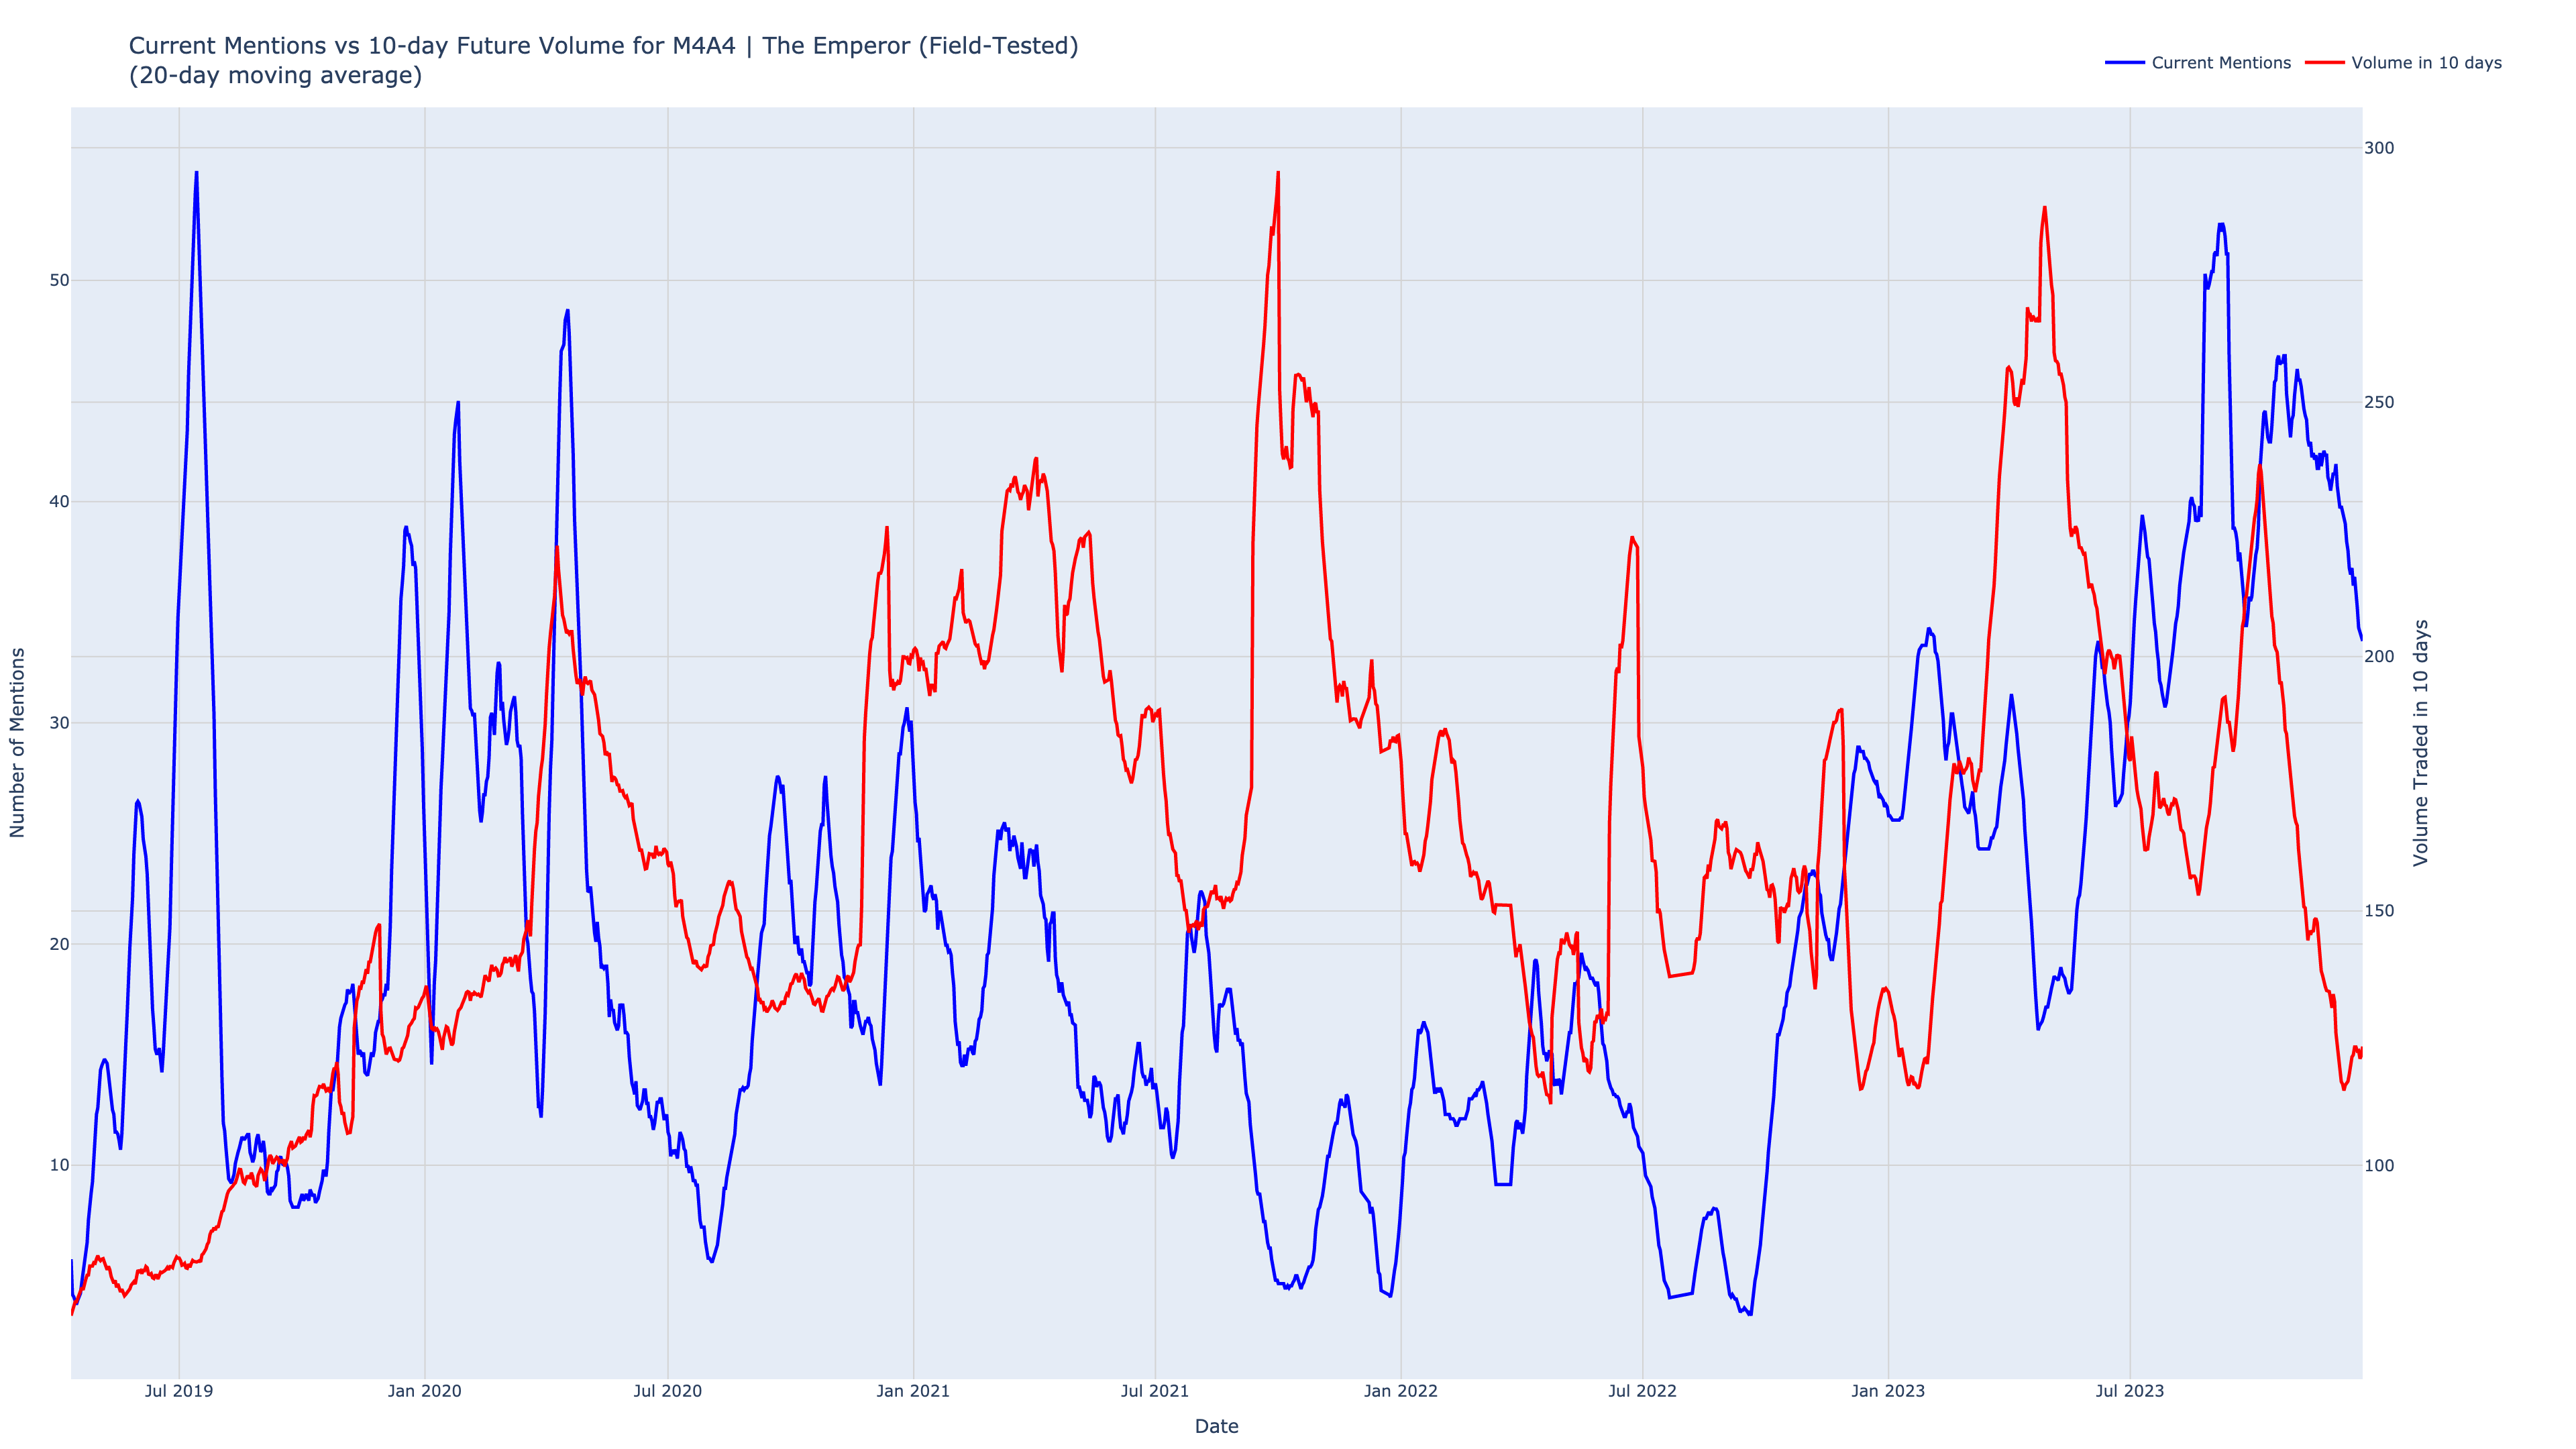 Current Mentions vs 10-day Future Volume for M4A4 | The Emperor (Field-Tested)
(20-day moving average)
Current Mentions
Volume in 10 days
Number of Mentions
50
40
30
20
10
Volume Traded in 10 days
300
250
200
150
100
Jul 2019
Jan 2020
Jul 2020
Jan 2021
Jul 2021
Jan 2022
Jul 2022
Jan 2023
Jul 2023
Date